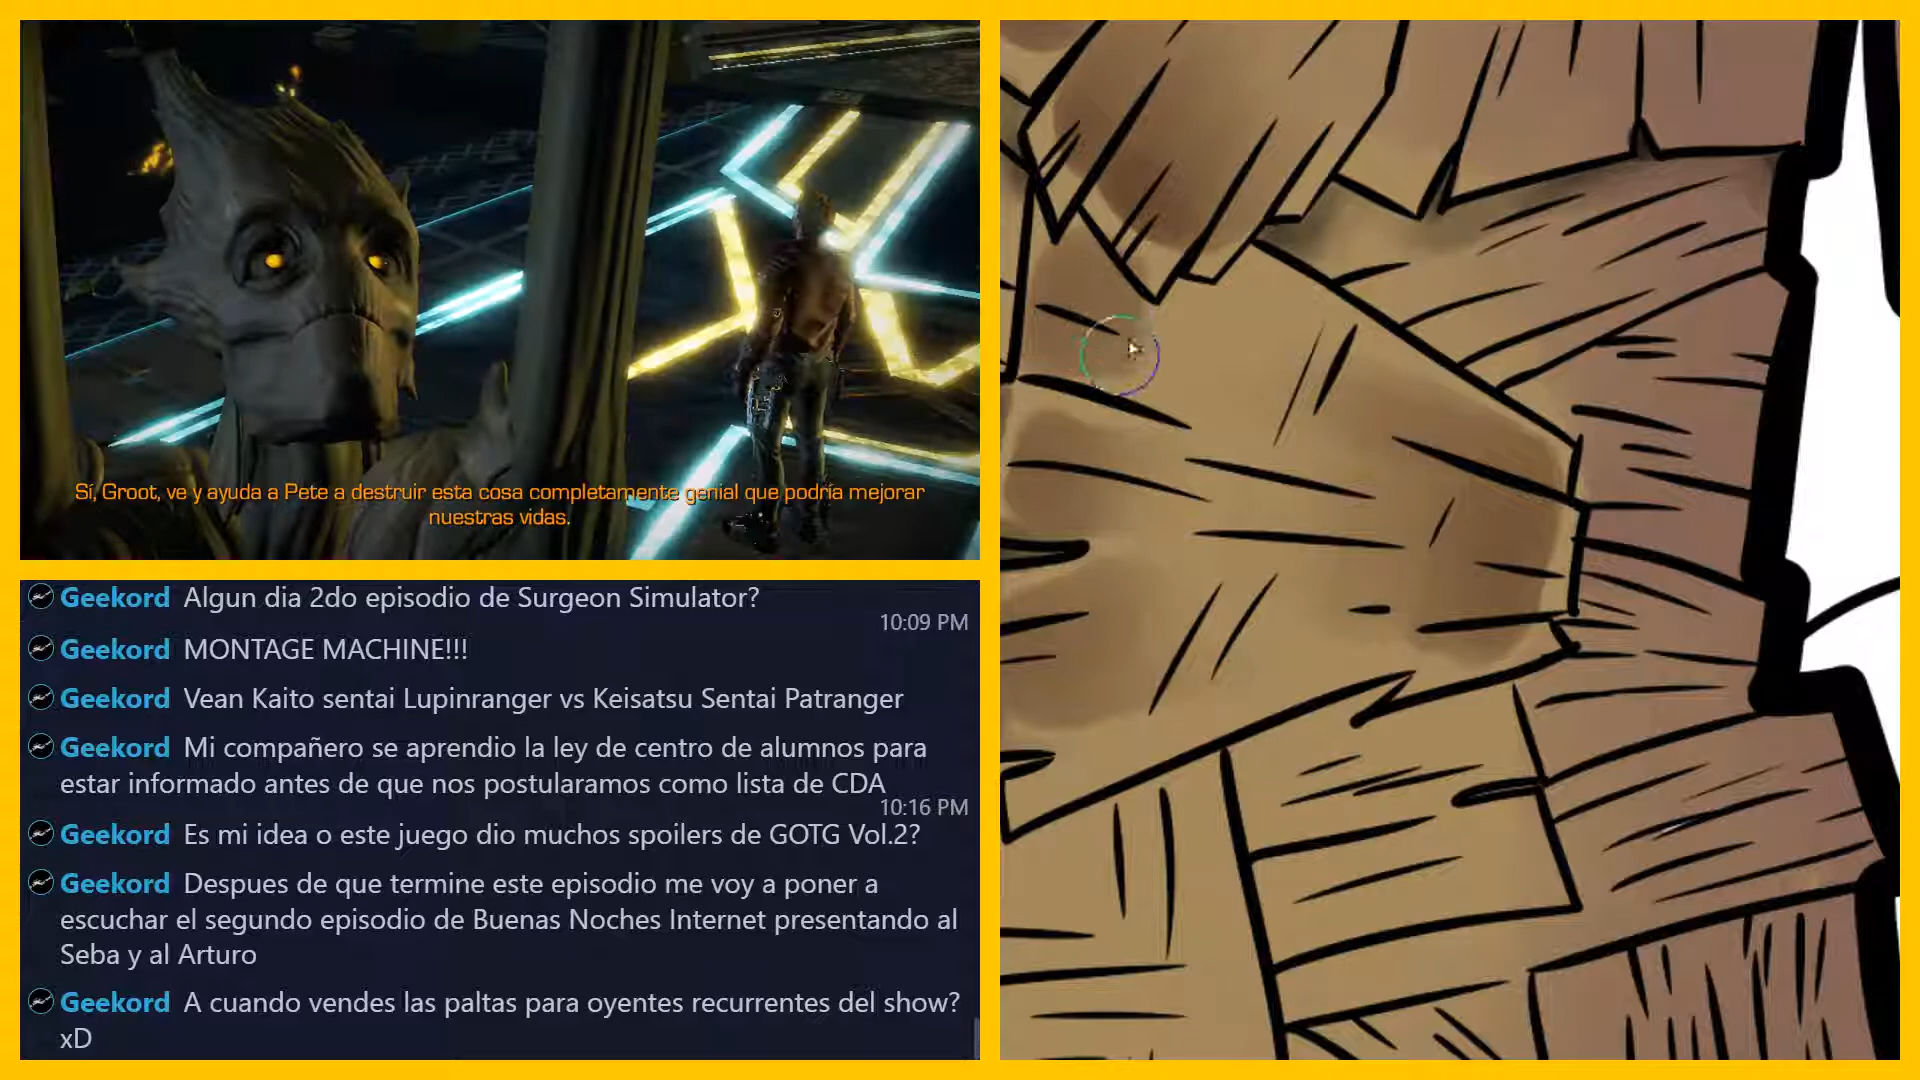 Sí, Groot, ve y ayuda a Pete a destruir esta cosa completamente genial que podría mejorar
nuestras vidas.
Geekord Algun dia 2do episodio de Surgeon Simulator?
10:09 PM
Geekord MONTAGE MACHINE!!!
Geekord Vean Kaito sentai Lupinranger vs Keisatsu Sentai Patranger
Geekord Mi compañero se aprendio la ley de centro de alumnos para
estar informado antes de que nos postularamos como lista de CDA
10:16 PM
Geekord Es mi idea o este juego dio muchos spoilers de GOTG Vol.2?
Geekord Despues de que termine este episodio me voy a poner a
escuchar el segundo episodio de Buenas Noches Internet presentando al
Seba y al Arturo
Geekord A cuando vendes las paltas para oyentes recurrentes del show?
xD